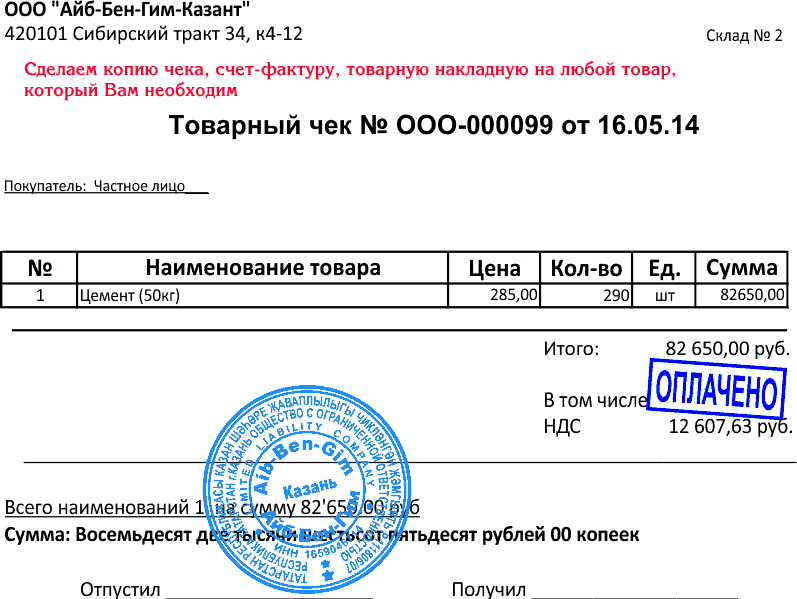 ООО "Айб-Бен-Гим-Казант"
420101 Сибирский тракт 34, к4-12
Склад № 2
Сделаем копию чека, счет-фактуру, товарную накладную на любой товар,
который Вам необходим
Товарный чек № ООО-000099 от 16.05.14
Покупатель: Частное лицо___
№ Наименование товара Цена Кол-во Ед. Сумма
1 Цемент (50кг) 285,00 290 шт 82650,00
Итого: 82 650,00 руб.
ОПЛАЧЕНО
В том числе
НДС 12 607,63 руб.
Всего наименований 1, на сумму 82'650,00 руб
Сумма: Восемьдесят две тысячи шестьсот пятьдесят рублей 00 копеек
LIMITED LIABILITY COMPANY
Aib-Ben-Gim
Казань
Айб-Бен-Гим
Отпустил Получил